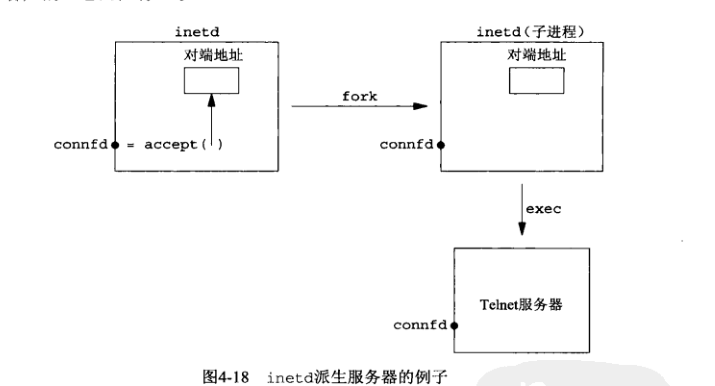 inetd
对端地址
connfd = accept( )
fork
inetd(子进程)
对端地址
connfd
exec
Telnet服务器
connfd
图4-18 inetd派生服务器的例子